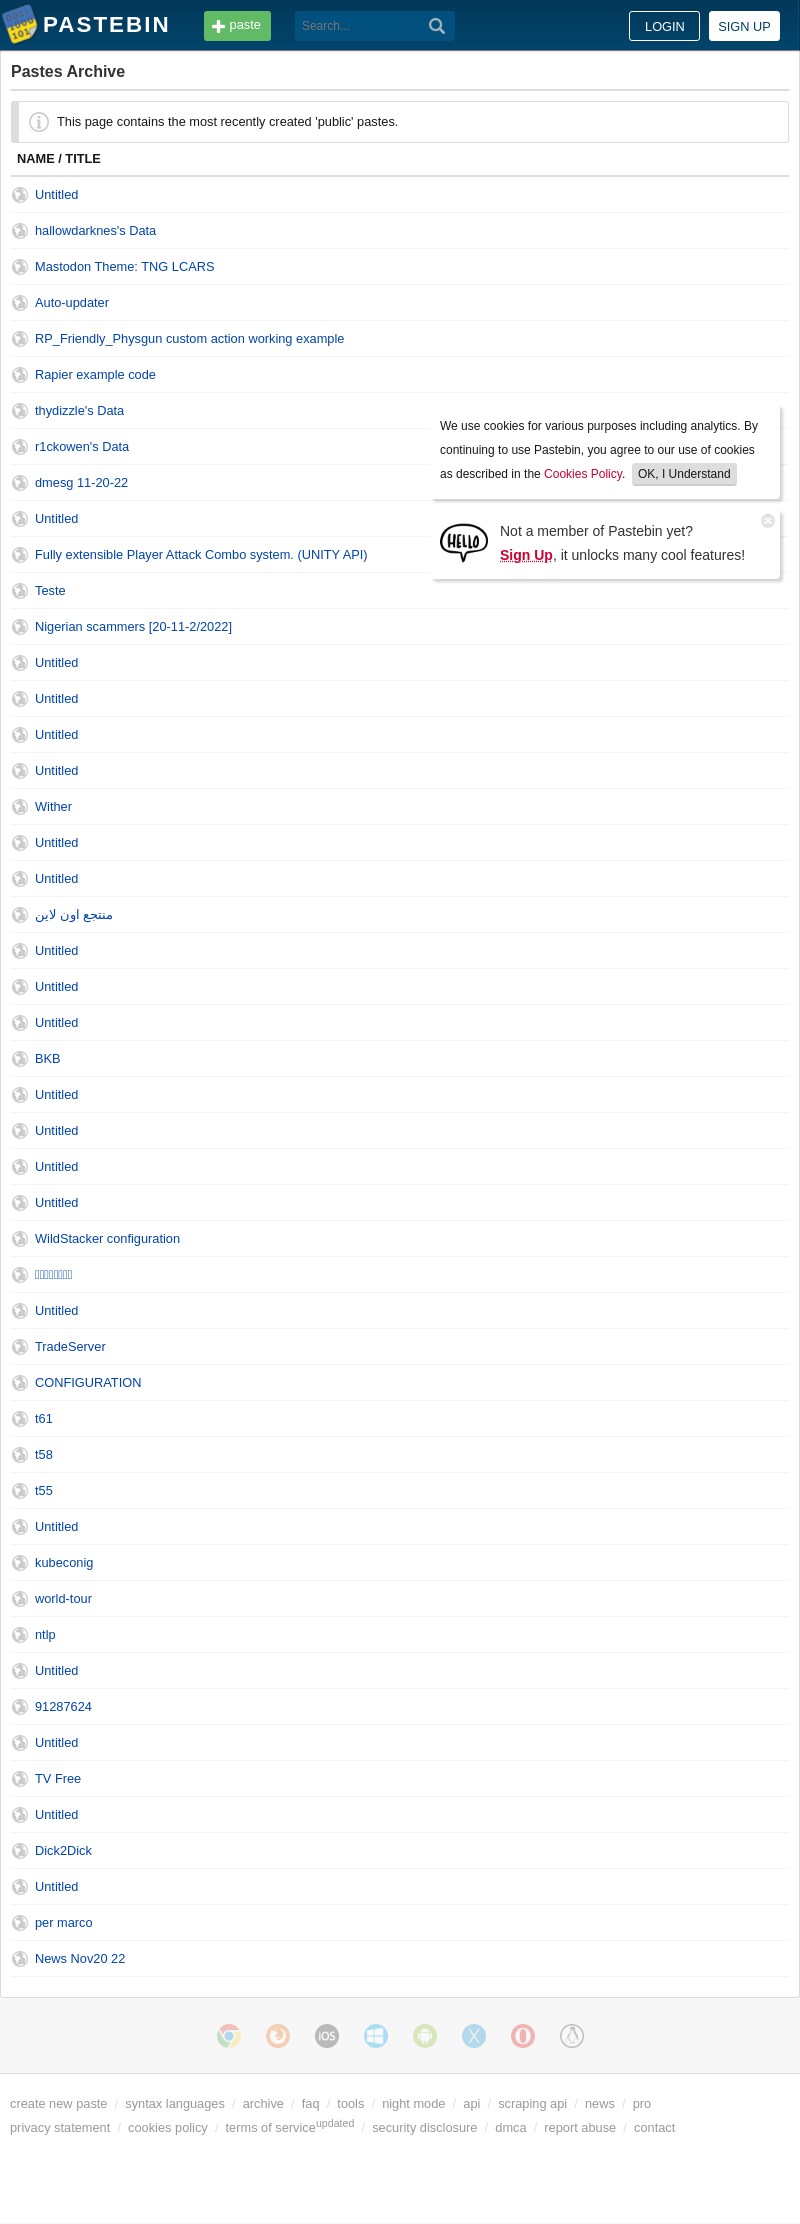 PASTEBIN
paste
Search...
LOGIN
SIGN UP
Pastes Archive
This page contains the most recently created 'public' pastes.
NAME / TITLE
Untitled
hallowdarknes's Data
Mastodon Theme: TNG LCARS
Auto-updater
RP_Friendly_Physgun custom action working example
Rapier example code
thydizzle's Data
r1ckowen's Data
dmesg 11-20-22
Untitled
Fully extensible Player Attack Combo system. (UNITY API)
We use cookies for various purposes including analytics. By
continuing to use Pastebin, you agree to our use of cookies
as described in the Cookies Policy. OK, I Understand
HELLO
Not a member of Pastebin yet?
Sign Up, it unlocks many cool features!
Teste
Nigerian scammers [20-11-2/2022]
Untitled
Untitled
Untitled
Untitled
Wither
Untitled
Untitled
منتجع اون لاين
Untitled
Untitled
Untitled
BKB
Untitled
Untitled
Untitled
Untitled
WildStacker configuration
Untitled
TradeServer
CONFIGURATION
t61
t58
t55
Untitled
kubeconig
world-tour
ntlp
Untitled
91287624
Untitled
TV Free
Untitled
Dick2Dick
Untitled
per marco
News Nov20 22
iOS
create new paste / syntax languages / archive / faq / tools / night mode / api / scraping api / news / pro
privacy statement / cookies policy / terms of service updated / security disclosure / dmca / report abuse / contact